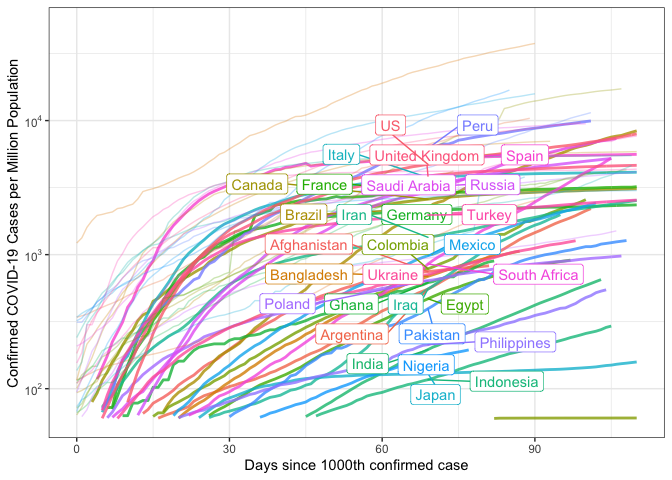 Confirmed COVID-19 Cases per Million Population
10⁴
10³
10²
US
Peru
Italy
United Kingdom
Spain
Canada
France
Saudi Arabia
Russia
Brazil
Iran
Germany
Turkey
Afghanistan
Colombia
Mexico
Bangladesh
Ukraine
South Africa
Poland
Ghana
Iraq
Egypt
Argentina
Pakistan
Philippines
India
Nigeria
Indonesia
Japan
0
30
60
90
Days since 1000th confirmed case